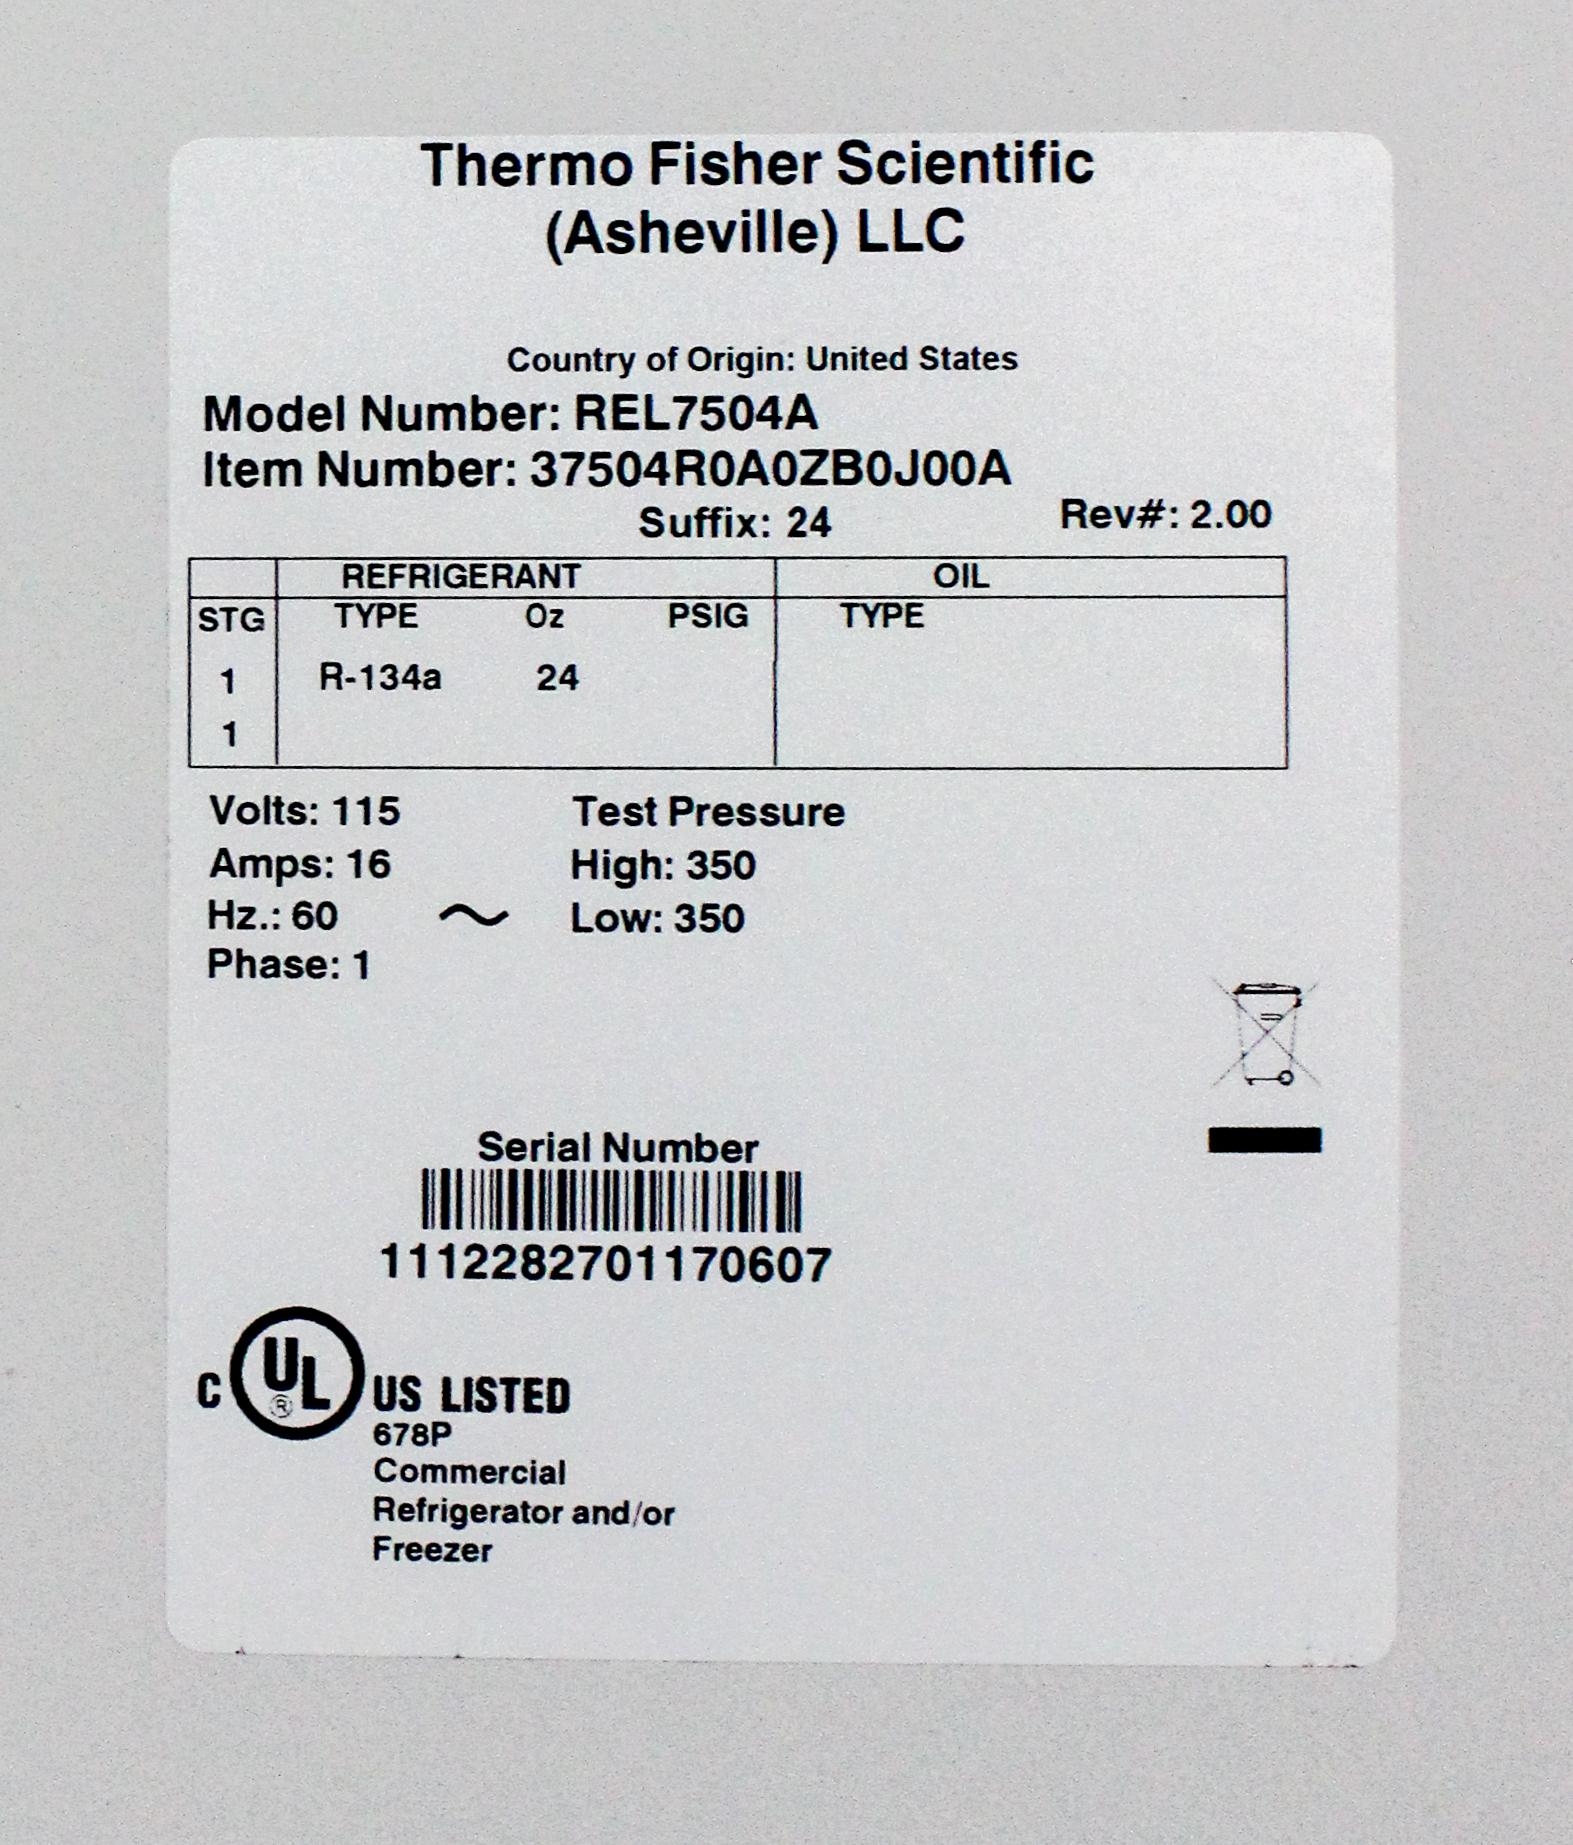 Thermo Fisher Scientific
(Asheville) LLC
Country of Origin: United States
Model Number: REL7504A
Item Number: 37504R0A0ZB0J00A
Suffix: 24 Rev#: 2.00
REFRIGERANT OIL
STG TYPE Oz PSIG TYPE
1 R-134a 24
1
Volts: 115 Test Pressure
Amps: 16 High: 350
Hz.: 60 ~ Low: 350
Phase: 1
Serial Number
1112282701170607
C UL ® US LISTED
678P
Commercial
Refrigerator and/or
Freezer